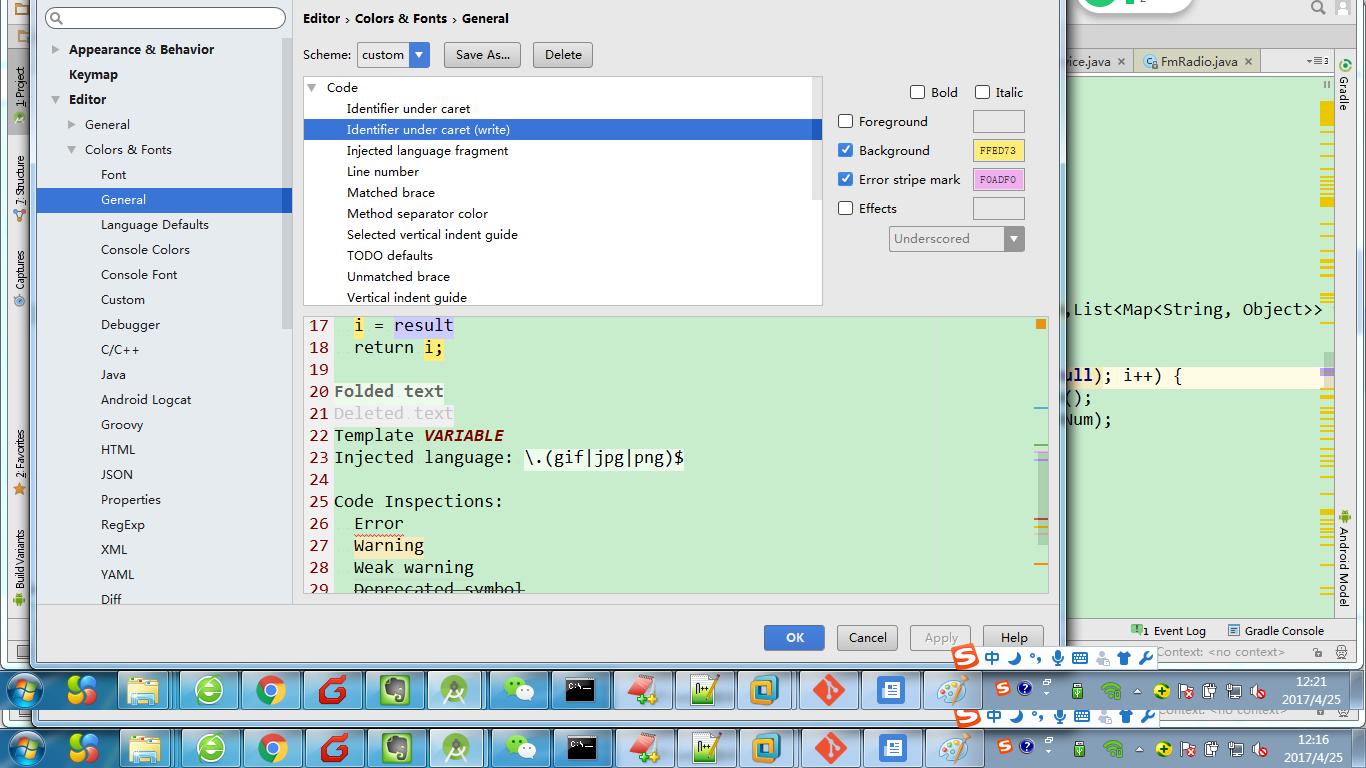 Editor › Colors & Fonts › General
Scheme: custom Save As... Delete
Appearance & Behavior
Keymap
Editor
General
Colors & Fonts
Font
General
Language Defaults
Console Colors
Console Font
Custom
Debugger
C/C++
Java
Android Logcat
Groovy
HTML
JSON
Properties
RegExp
XML
YAML
Diff
Code
Identifier under caret
Identifier under caret (write)
Injected language fragment
Line number
Matched brace
Method separator color
Selected vertical indent guide
TODO defaults
Unmatched brace
Vertical indent guide
Bold Italic
Foreground
Background FFED73
Error stripe mark F0ADF0
Effects
Underscored
17 i = result
18 return i;
19
20 Folded text
21 Deleted text
22 Template VARIABLE
23 Injected language: \.(gif|jpg|png)$
24
25 Code Inspections:
26 Error
27 Warning
28 Weak warning
29 Deprecated symbol
OK Cancel Apply Help
1: Project
7: Structure
Captures
2: Favorites
Build Variants
vice.java FmRadio.java
,List<Map<String, Object>>
ull); i++) {
();
Num);
Gradle
Android Model
1 Event Log Gradle Console
Context: <no context>
中
12:21
2017/4/25
Context: <no context>
中
12:16
2017/4/25